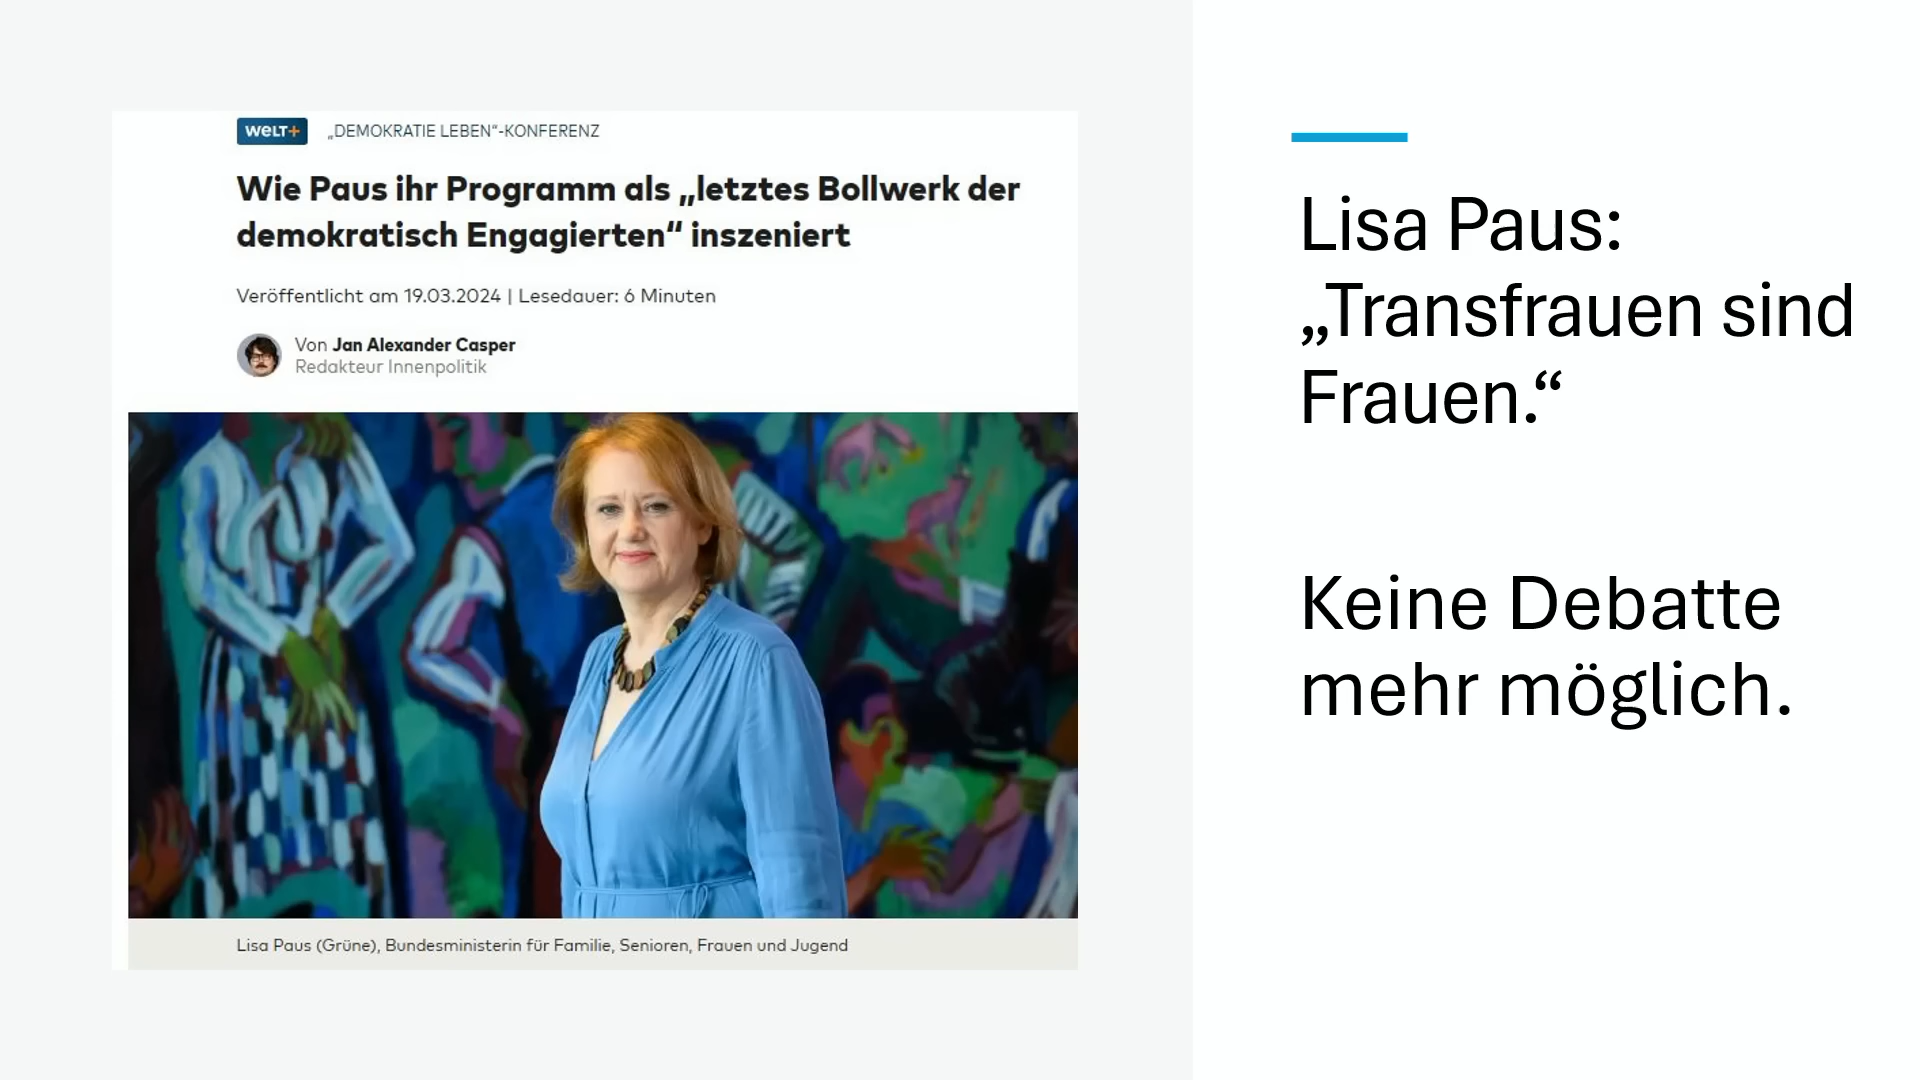 WELT+ „DEMOKRATIE LEBEN“-KONFERENZ
Wie Paus ihr Programm als „letztes Bollwerk der
demokratisch Engagierten“ inszeniert
Veröffentlicht am 19.03.2024 | Lesedauer: 6 Minuten
Von Jan Alexander Casper
Redakteur Innenpolitik
Lisa Paus (Grüne), Bundesministerin für Familie, Senioren, Frauen und Jugend
Lisa Paus:
„Transfrauen sind
Frauen.“
Keine Debatte
mehr möglich.